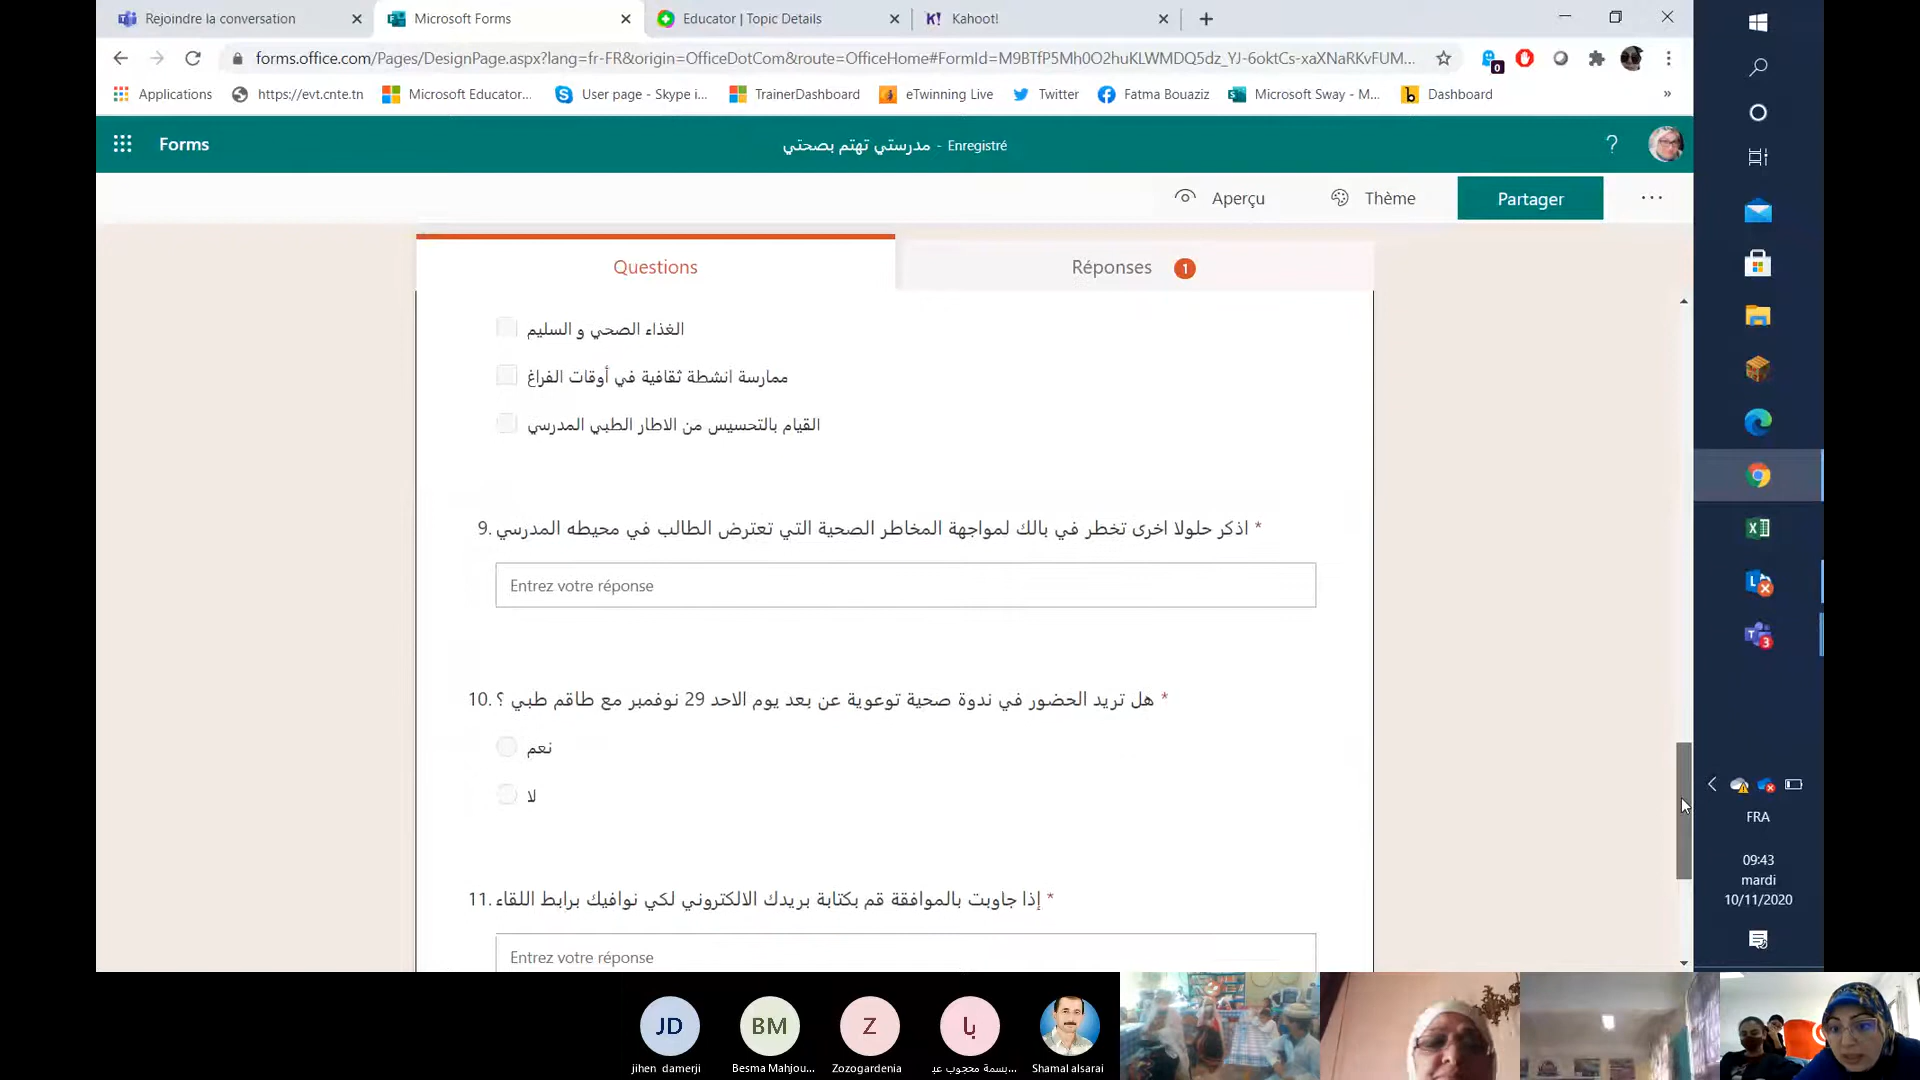 Rejoindre la conversation
Microsoft Forms
Educator | Topic Details
Kahoot!
forms.office.com/Pages/DesignPage.aspx?lang=fr-FR&origin=OfficeDotCom&route=OfficeHome#FormId=M9BTfP5Mh0O2huKLWMDQ5dz_YJ-6oktCs-xaXNaRKvFUM...
Applications
https://evt.cnte.tn
Microsoft Educator...
User page - Skype i...
TrainerDashboard
eTwinning Live
Twitter
Fatma Bouaziz
Microsoft Sway - M...
Dashboard
Forms
مدرستي تهتم بصحتي - Enregistré
Aperçu
Thème
Partager
Questions
Réponses 1
الغذاء الصحي و السليم
ممارسة انشطة ثقافية في أوقات الفراغ
القيام بالتحسيس من الاطار الطبي المدرسي
9. اذكر حلولا اخرى تخطر في بالك لمواجهة المخاطر الصحية التي تعترض الطالب في محيطه المدرسي *
Entrez votre réponse
10. هل تريد الحضور في ندوة صحية توعوية عن بعد يوم الاحد 29 نوفمبر مع طاقم طبي ؟ *
نعم
لا
11. إذا جاوبت بالموافقة قم بكتابة بريدك الالكتروني لكي نوافيك برابط اللقاء *
Entrez votre réponse
FRA
09:43
mardi
10/11/2020
JD
BM
Z
با
jihen damerji
Besma Mahjou...
Zozogardenia
بسمة محجوب عبـ...
Shamal alsarai